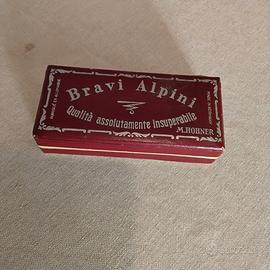 Bravi Alpini
Qualità assolutamente Insuperabile
M. HOHNER